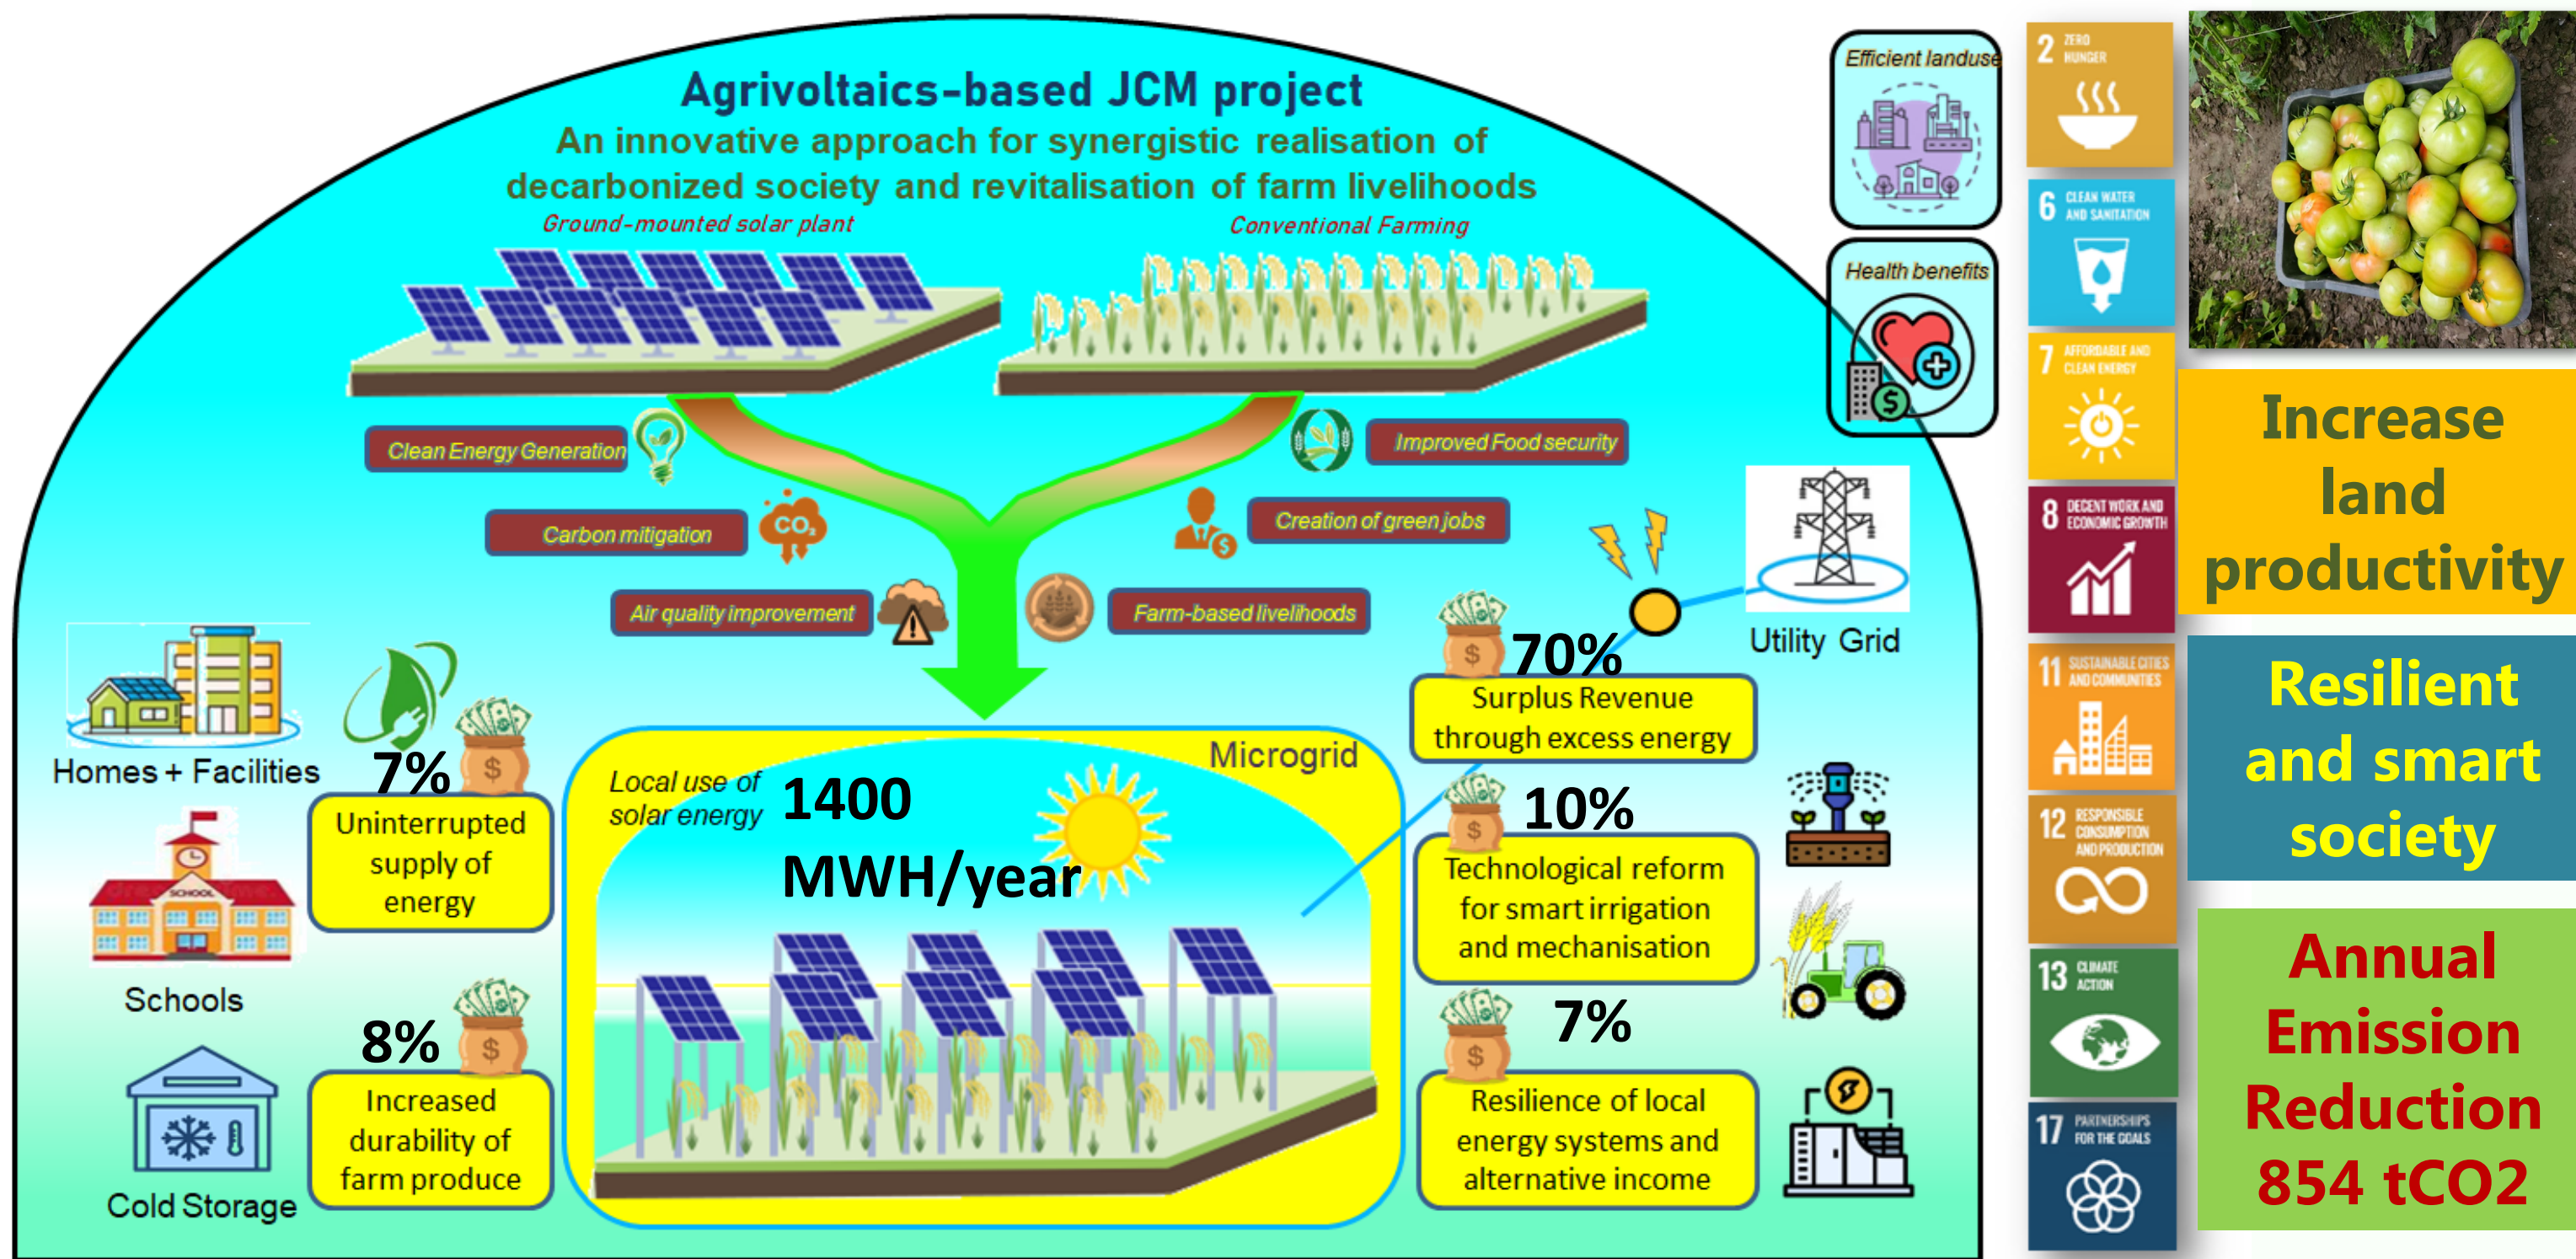 Agrivoltaics-based JCM project
An innovative approach for synergistic realisation of
decarbonized society and revitalisation of farm livelihoods
Ground-mounted solar plant
Conventional Farming
Clean Energy Generation
Carbon mitigation
CO₂
Air quality improvement
Improved Food security
Creation of green jobs
Farm-based livelihoods
Efficient landuse
Health benefits
Homes + Facilities
SCHOOL
Schools
Cold Storage
7%
Uninterrupted
supply of
energy
8%
Increased
durability of
farm produce
Local use of
solar energy
1400
MWH/year
Microgrid
Utility Grid
70%
Surplus Revenue
through excess energy
10%
Technological reform
for smart irrigation
and mechanisation
7%
Resilience of local
energy systems and
alternative income
2 ZERO
HUNGER
6 CLEAN WATER
AND SANITATION
7 AFFORDABLE AND
CLEAN ENERGY
8 DECENT WORK AND
ECONOMIC GROWTH
11 SUSTAINABLE CITIES
AND COMMUNITIES
12 RESPONSIBLE
CONSUMPTION
AND PRODUCTION
13 CLIMATE
ACTION
17 PARTNERSHIPS
FOR THE GOALS
Increase
land
productivity
Resilient
and smart
society
Annual
Emission
Reduction
854 tCO2